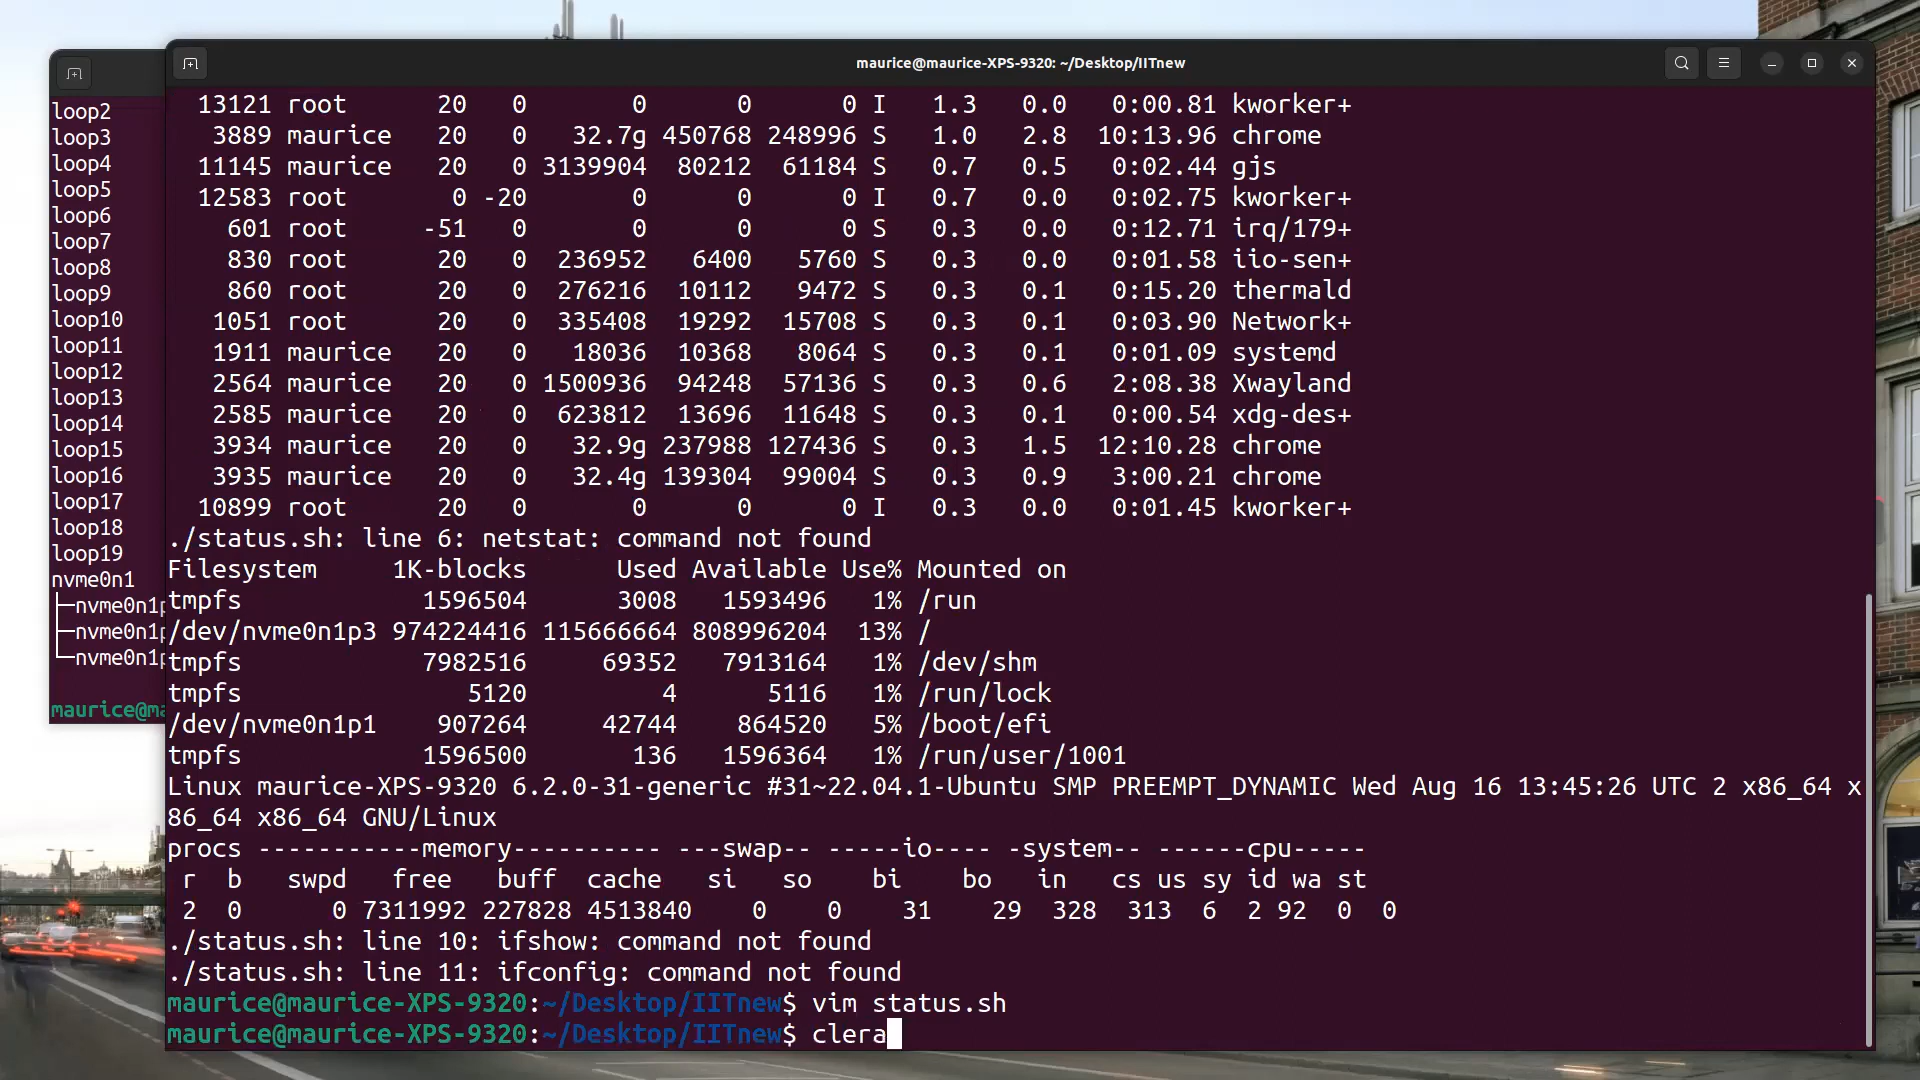 maurice@maurice-XPS-9320: ~/Desktop/IITnew
loop2
loop3
loop4
loop5
loop6
loop7
loop8
loop9
loop10
loop11
loop12
loop13
loop14
loop15
loop16
loop17
loop18
loop19
nvme0n1
├─nvme0n1p
├─nvme0n1p
└─nvme0n1p
maurice@ma
13121 root 20 0 0 0 0 I 1.3 0.0 0:00.81 kworker+
3889 maurice 20 0 32.7g 450768 248996 S 1.0 2.8 10:13.96 chrome
11145 maurice 20 0 3139904 80212 61184 S 0.7 0.5 0:02.44 gjs
12583 root 0 -20 0 0 0 I 0.7 0.0 0:02.75 kworker+
601 root -51 0 0 0 0 S 0.3 0.0 0:12.71 irq/179+
830 root 20 0 236952 6400 5760 S 0.3 0.0 0:01.58 iio-sen+
860 root 20 0 276216 10112 9472 S 0.3 0.1 0:15.20 thermald
1051 root 20 0 335408 19292 15708 S 0.3 0.1 0:03.90 Network+
1911 maurice 20 0 18036 10368 8064 S 0.3 0.1 0:01.09 systemd
2564 maurice 20 0 1500936 94248 57136 S 0.3 0.6 2:08.38 Xwayland
2585 maurice 20 0 623812 13696 11648 S 0.3 0.1 0:00.54 xdg-des+
3934 maurice 20 0 32.9g 237988 127436 S 0.3 1.5 12:10.28 chrome
3935 maurice 20 0 32.4g 139304 99004 S 0.3 0.9 3:00.21 chrome
10899 root 20 0 0 0 0 I 0.3 0.0 0:01.45 kworker+
./status.sh: line 6: netstat: command not found
Filesystem 1K-blocks Used Available Use% Mounted on
tmpfs 1596504 3008 1593496 1% /run
/dev/nvme0n1p3 974224416 115666664 808996204 13% /
tmpfs 7982516 69352 7913164 1% /dev/shm
tmpfs 5120 4 5116 1% /run/lock
/dev/nvme0n1p1 907264 42744 864520 5% /boot/efi
tmpfs 1596500 136 1596364 1% /run/user/1001
Linux maurice-XPS-9320 6.2.0-31-generic #31~22.04.1-Ubuntu SMP PREEMPT_DYNAMIC Wed Aug 16 13:45:26 UTC 2 x86_64 x
86_64 x86_64 GNU/Linux
procs -----------memory---------- ---swap-- -----io---- -system-- ------cpu-----
r b swpd free buff cache si so bi bo in cs us sy id wa st
2 0 0 7311992 227828 4513840 0 0 31 29 328 313 6 2 92 0 0
./status.sh: line 10: ifshow: command not found
./status.sh: line 11: ifconfig: command not found
maurice@maurice-XPS-9320:~/Desktop/IITnew$ vim status.sh
maurice@maurice-XPS-9320:~/Desktop/IITnew$ clera